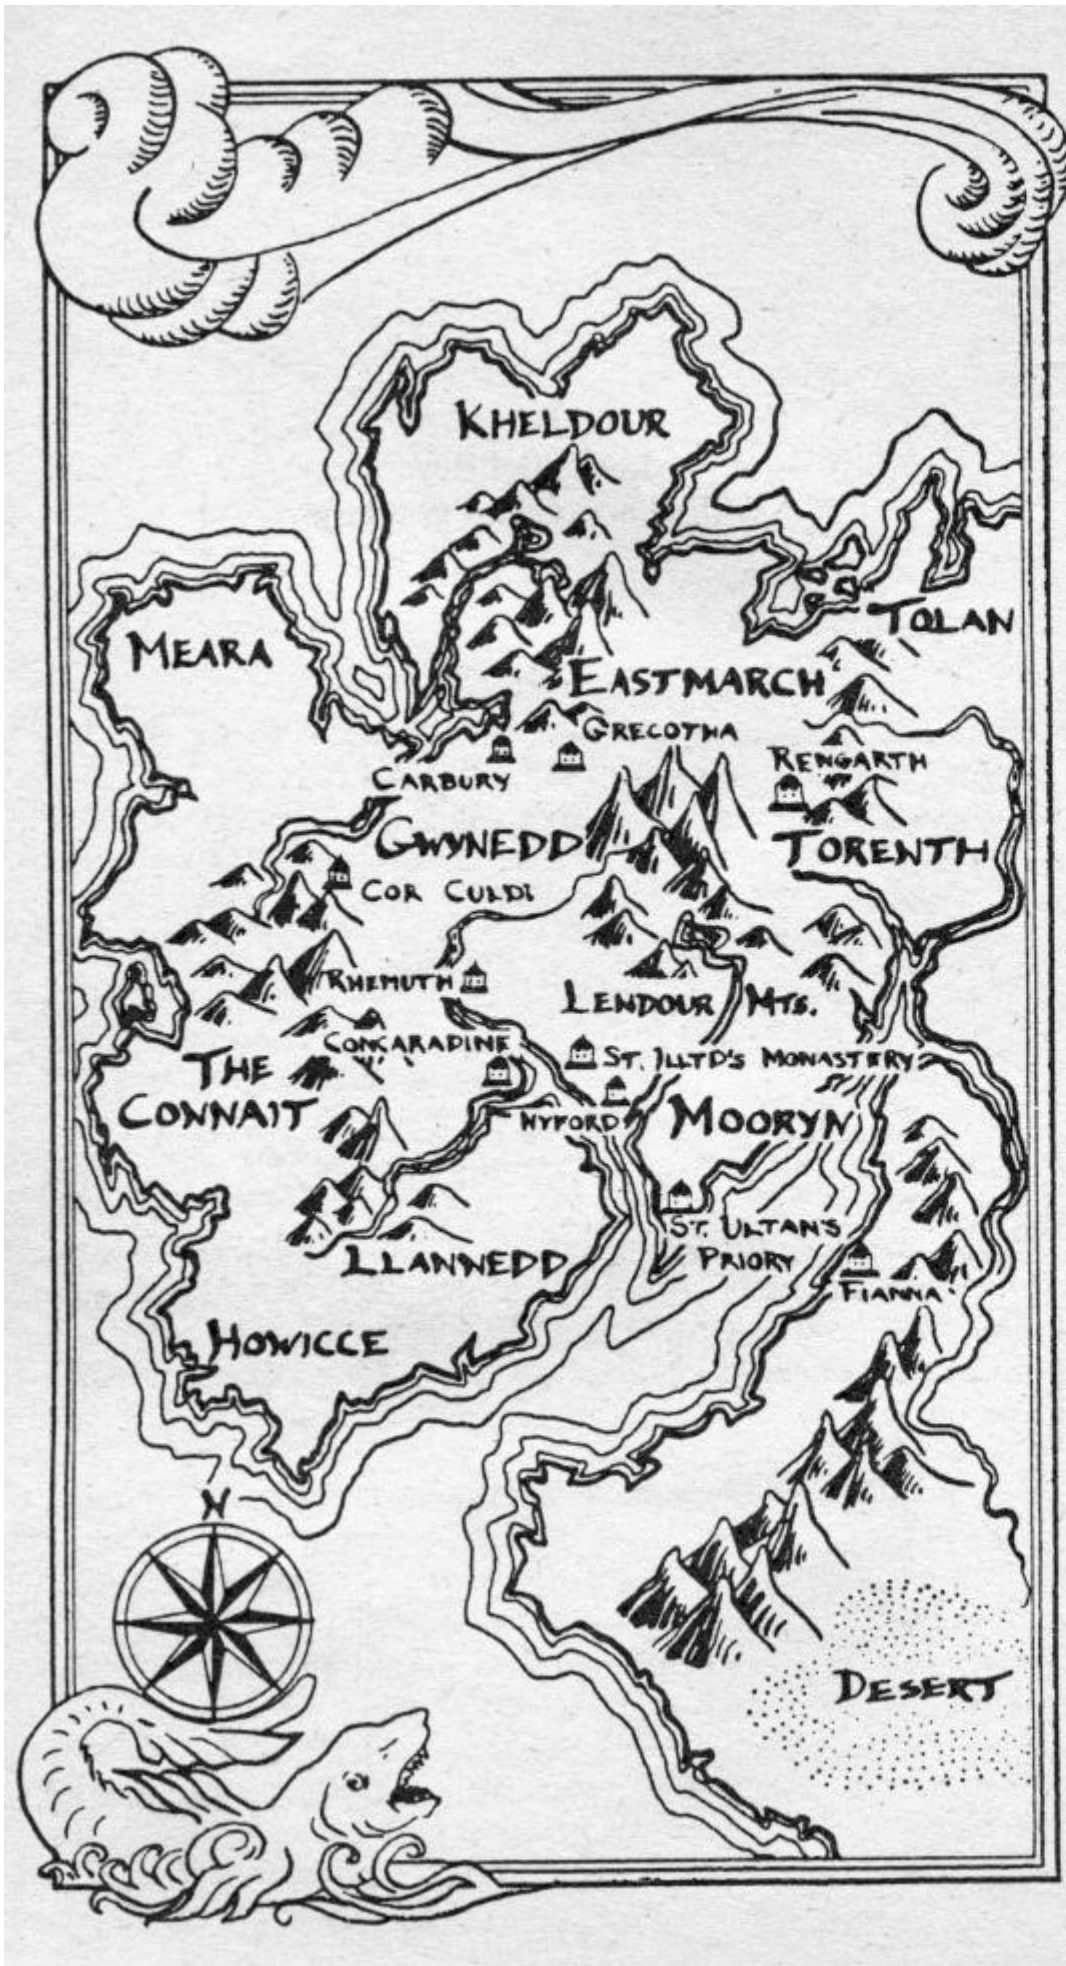 KHELDOUR
TOLAN
MEARA
EASTMARCH
GRECOTHA
RENGARTH
CARBURY
GWYNEDD
TORENTH
COR CULDI
RHEMUTH
LENDOUR MTS.
CONCARADINE
ST. ILLTD'S MONASTERY
THE
CONNAIT
NYFORD
MOORYN
ST. ULTAN'S
PRIORY
LLANNEDD
FIANNA
HOWICCE
N
DESERT